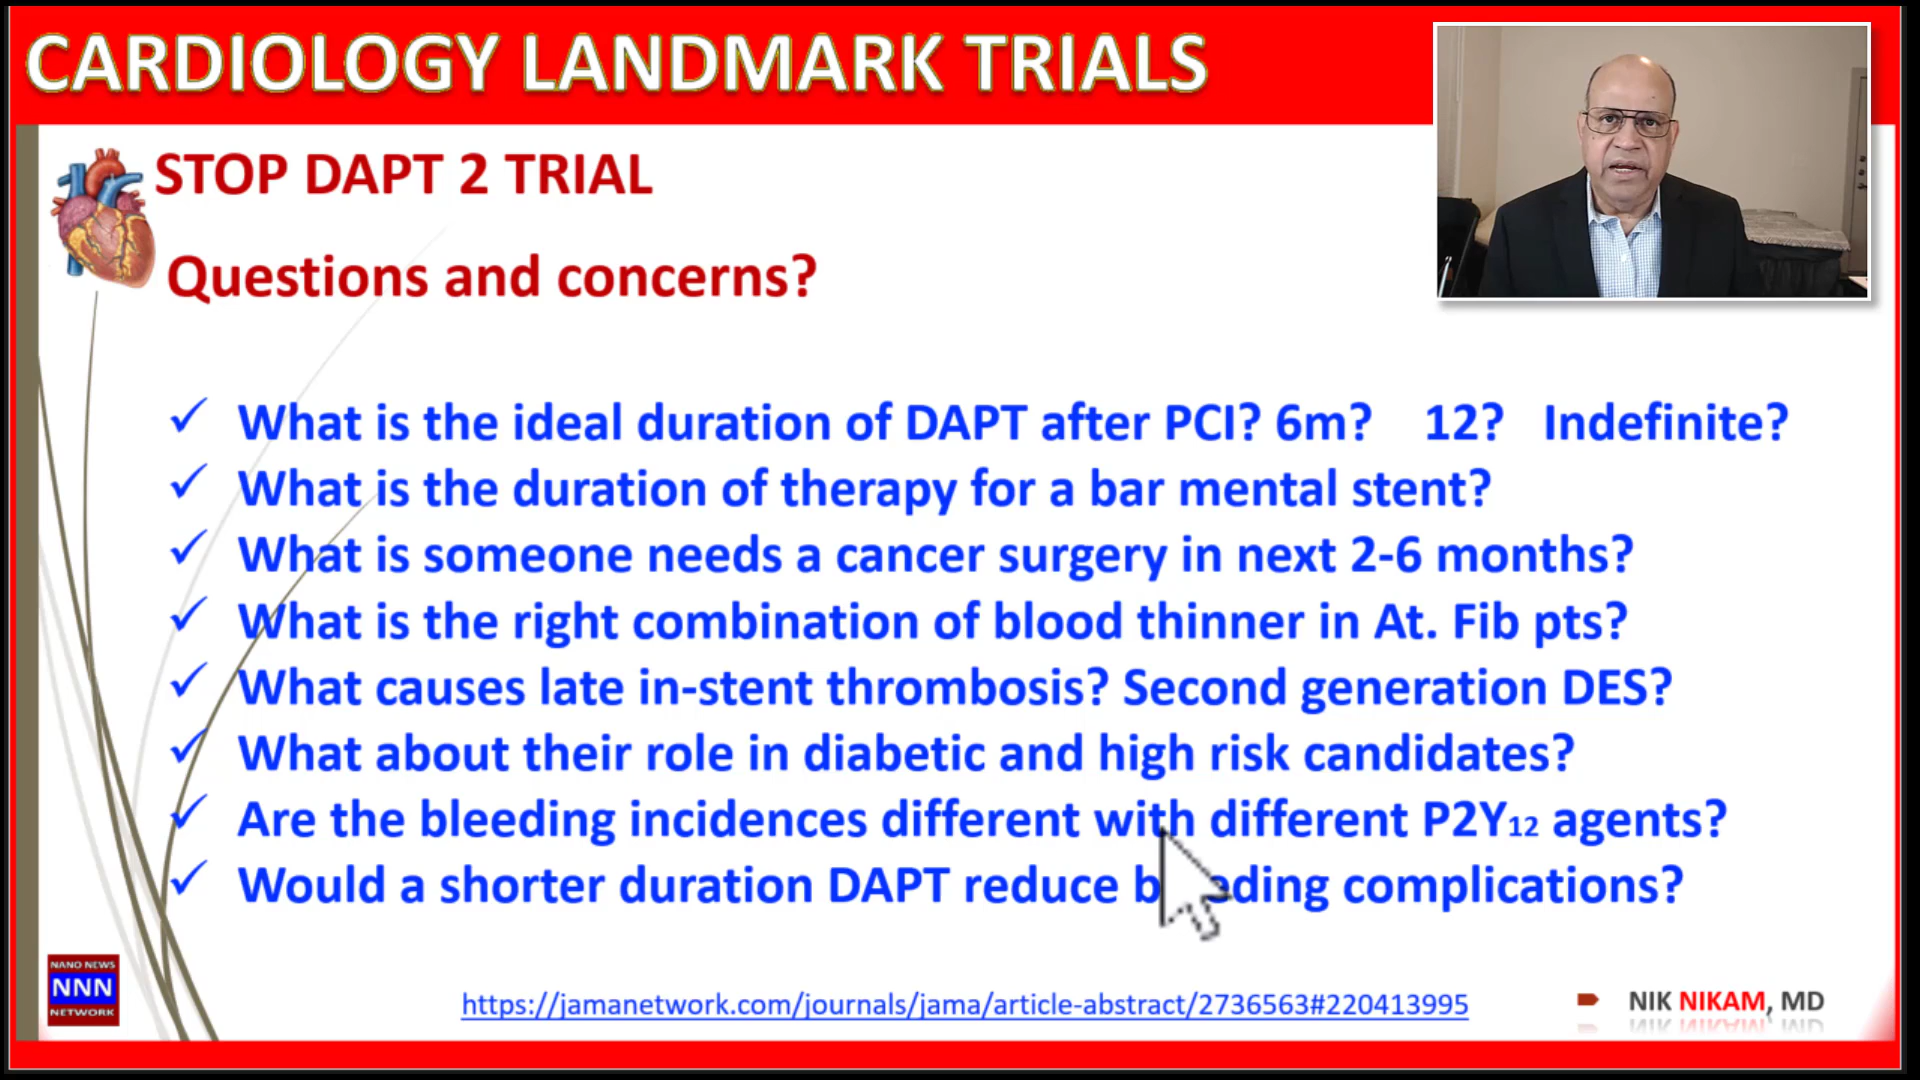 CARDIOLOGY LANDMARK TRIALS
STOP DAPT 2 TRIAL
Questions and concerns?
✓ What is the ideal duration of DAPT after PCI? 6m? 12? Indefinite?
✓ What is the duration of therapy for a bar mental stent?
✓ What is someone needs a cancer surgery in next 2-6 months?
✓ What is the right combination of blood thinner in At. Fib pts?
✓ What causes late in-stent thrombosis? Second generation DES?
✓ What about their role in diabetic and high risk candidates?
✓ Are the bleeding incidences different with different P2Y₁₂ agents?
✓ Would a shorter duration DAPT reduce bleeding complications?
NANO NEWS
NNN
NETWORK
https://jamanetwork.com/journals/jama/article-abstract/2736563#220413995
NIK NIKAM, MD